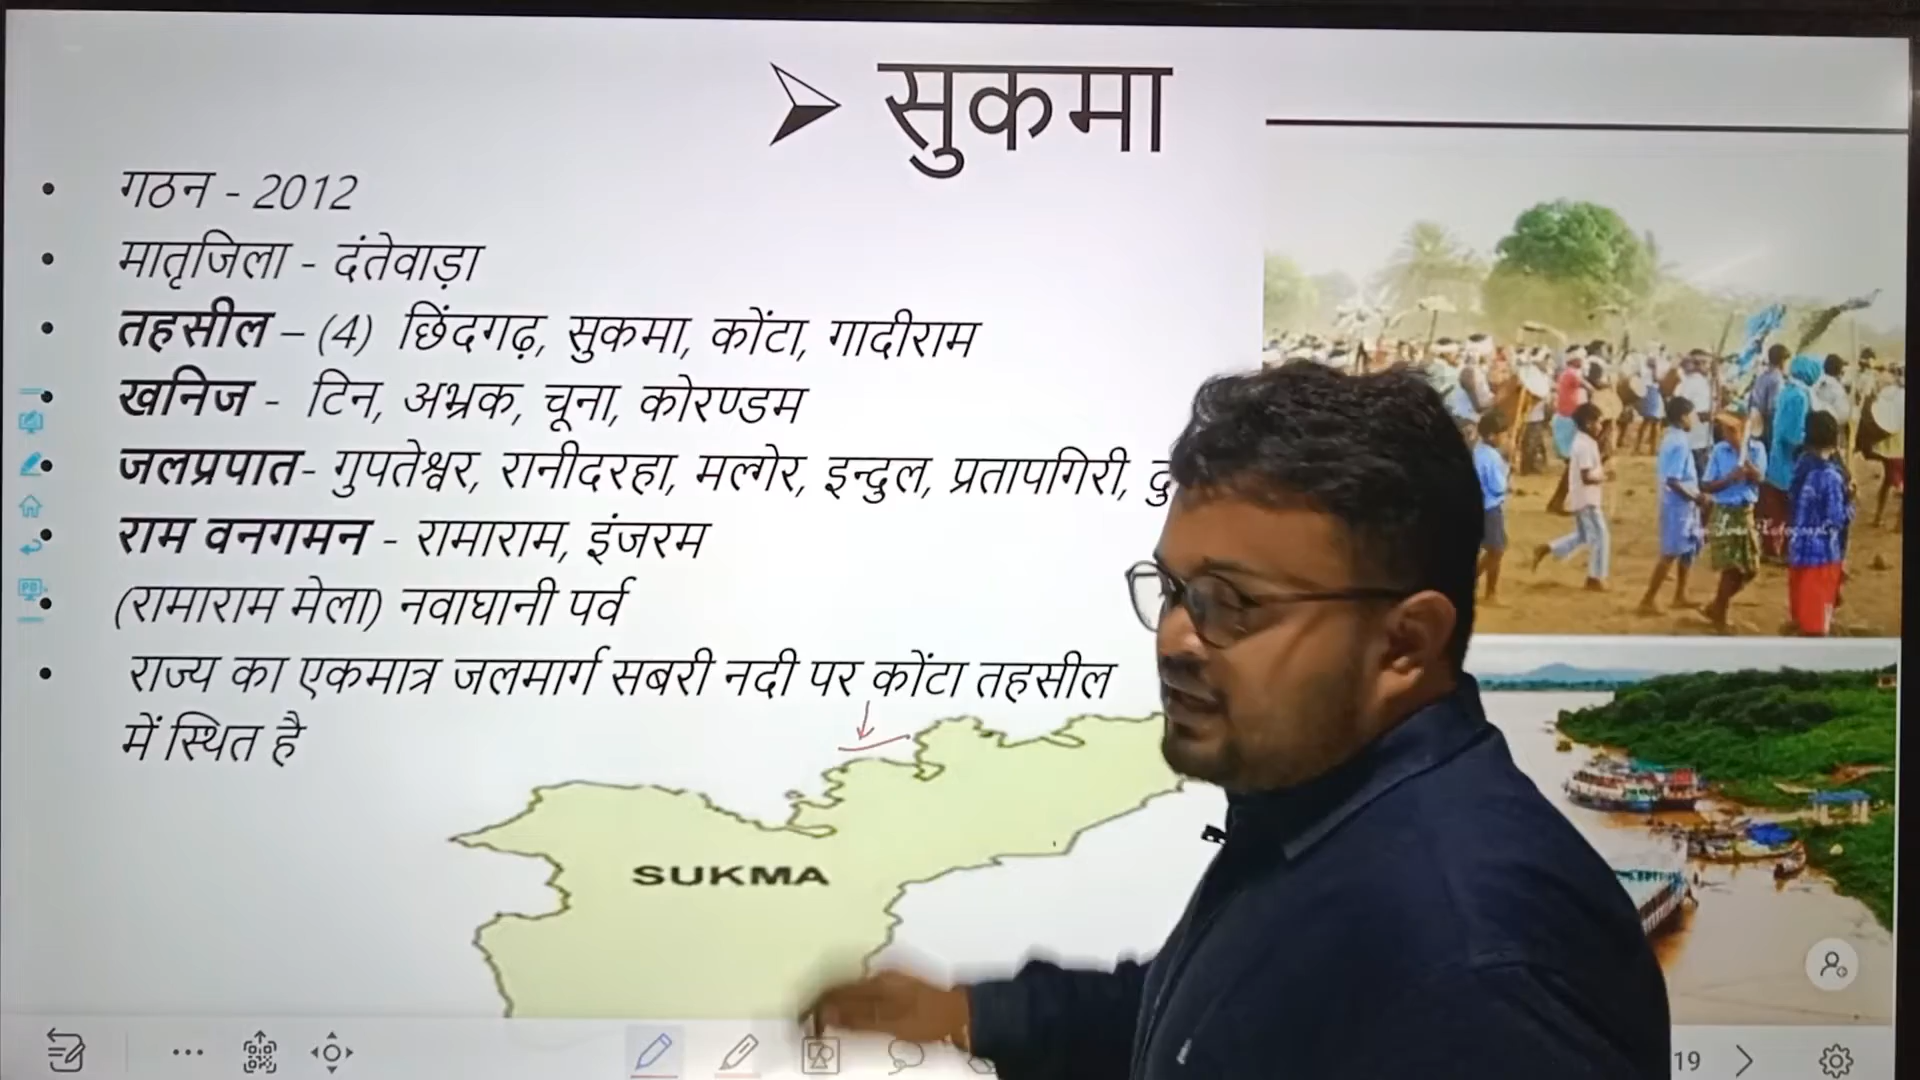 ➢ सुकमा
• गठन - 2012
• मातृजिला - दंतेवाड़ा
• तहसील – (4) छिंदगढ़, सुकमा, कोंटा, गादीराम
• खनिज - टिन, अभ्रक, चूना, कोरण्डम
• जलप्रपात- गुपतेश्वर, रानीदरहा, मल्गेर, इन्दुल, प्रतापगिरी, दु
• राम वनगमन - रामाराम, इंजरम
• (रामाराम मेला) नवाघानी पर्व
• राज्य का एकमात्र जलमार्ग सबरी नदी पर कोंटा तहसील
में स्थित है
SUKMA
19